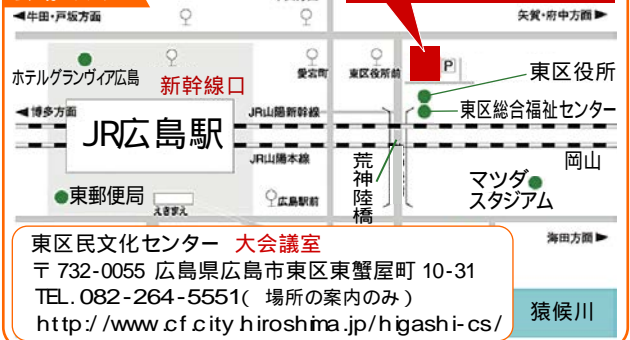 ◀牛田・戸坂方面
矢賀・府中方面▶
ホテルグランヴィア広島
新幹線口
愛宕町
東区役所前
P
東区役所
◀博多方面
JR山陽新幹線
東区総合福祉センター
JR広島駅
JR山陽本線
荒神陸橋
岡山
マツダ
スタジアム
東郵便局
えきまえ
広島駅前
海田方面▶
東区民文化センター 大会議室
〒732-0055 広島県広島市東区東蟹屋町 10-31
TEL.082-264-5551( 場所の案内のみ )
http://www.cf.city.hiroshima.jp/higashi-cs/
猿候川